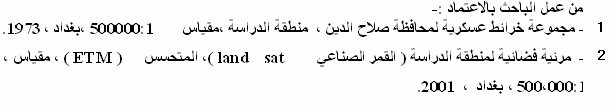 من عمل الباحث بالاعتماد :-
1 - مجموعة خرائط عسكرية لمحافظة صلاح الدين ، منطقة الدراسة ،مقياس 500000:1 ،بغداد ، 1973.
2 - مرئية فضائية لمنطقة الدراسة ( القمر الصناعي land sat )، المتحسس ( ETM ) ، مقياس ،
500،000:1 ، بغداد ، 2001.